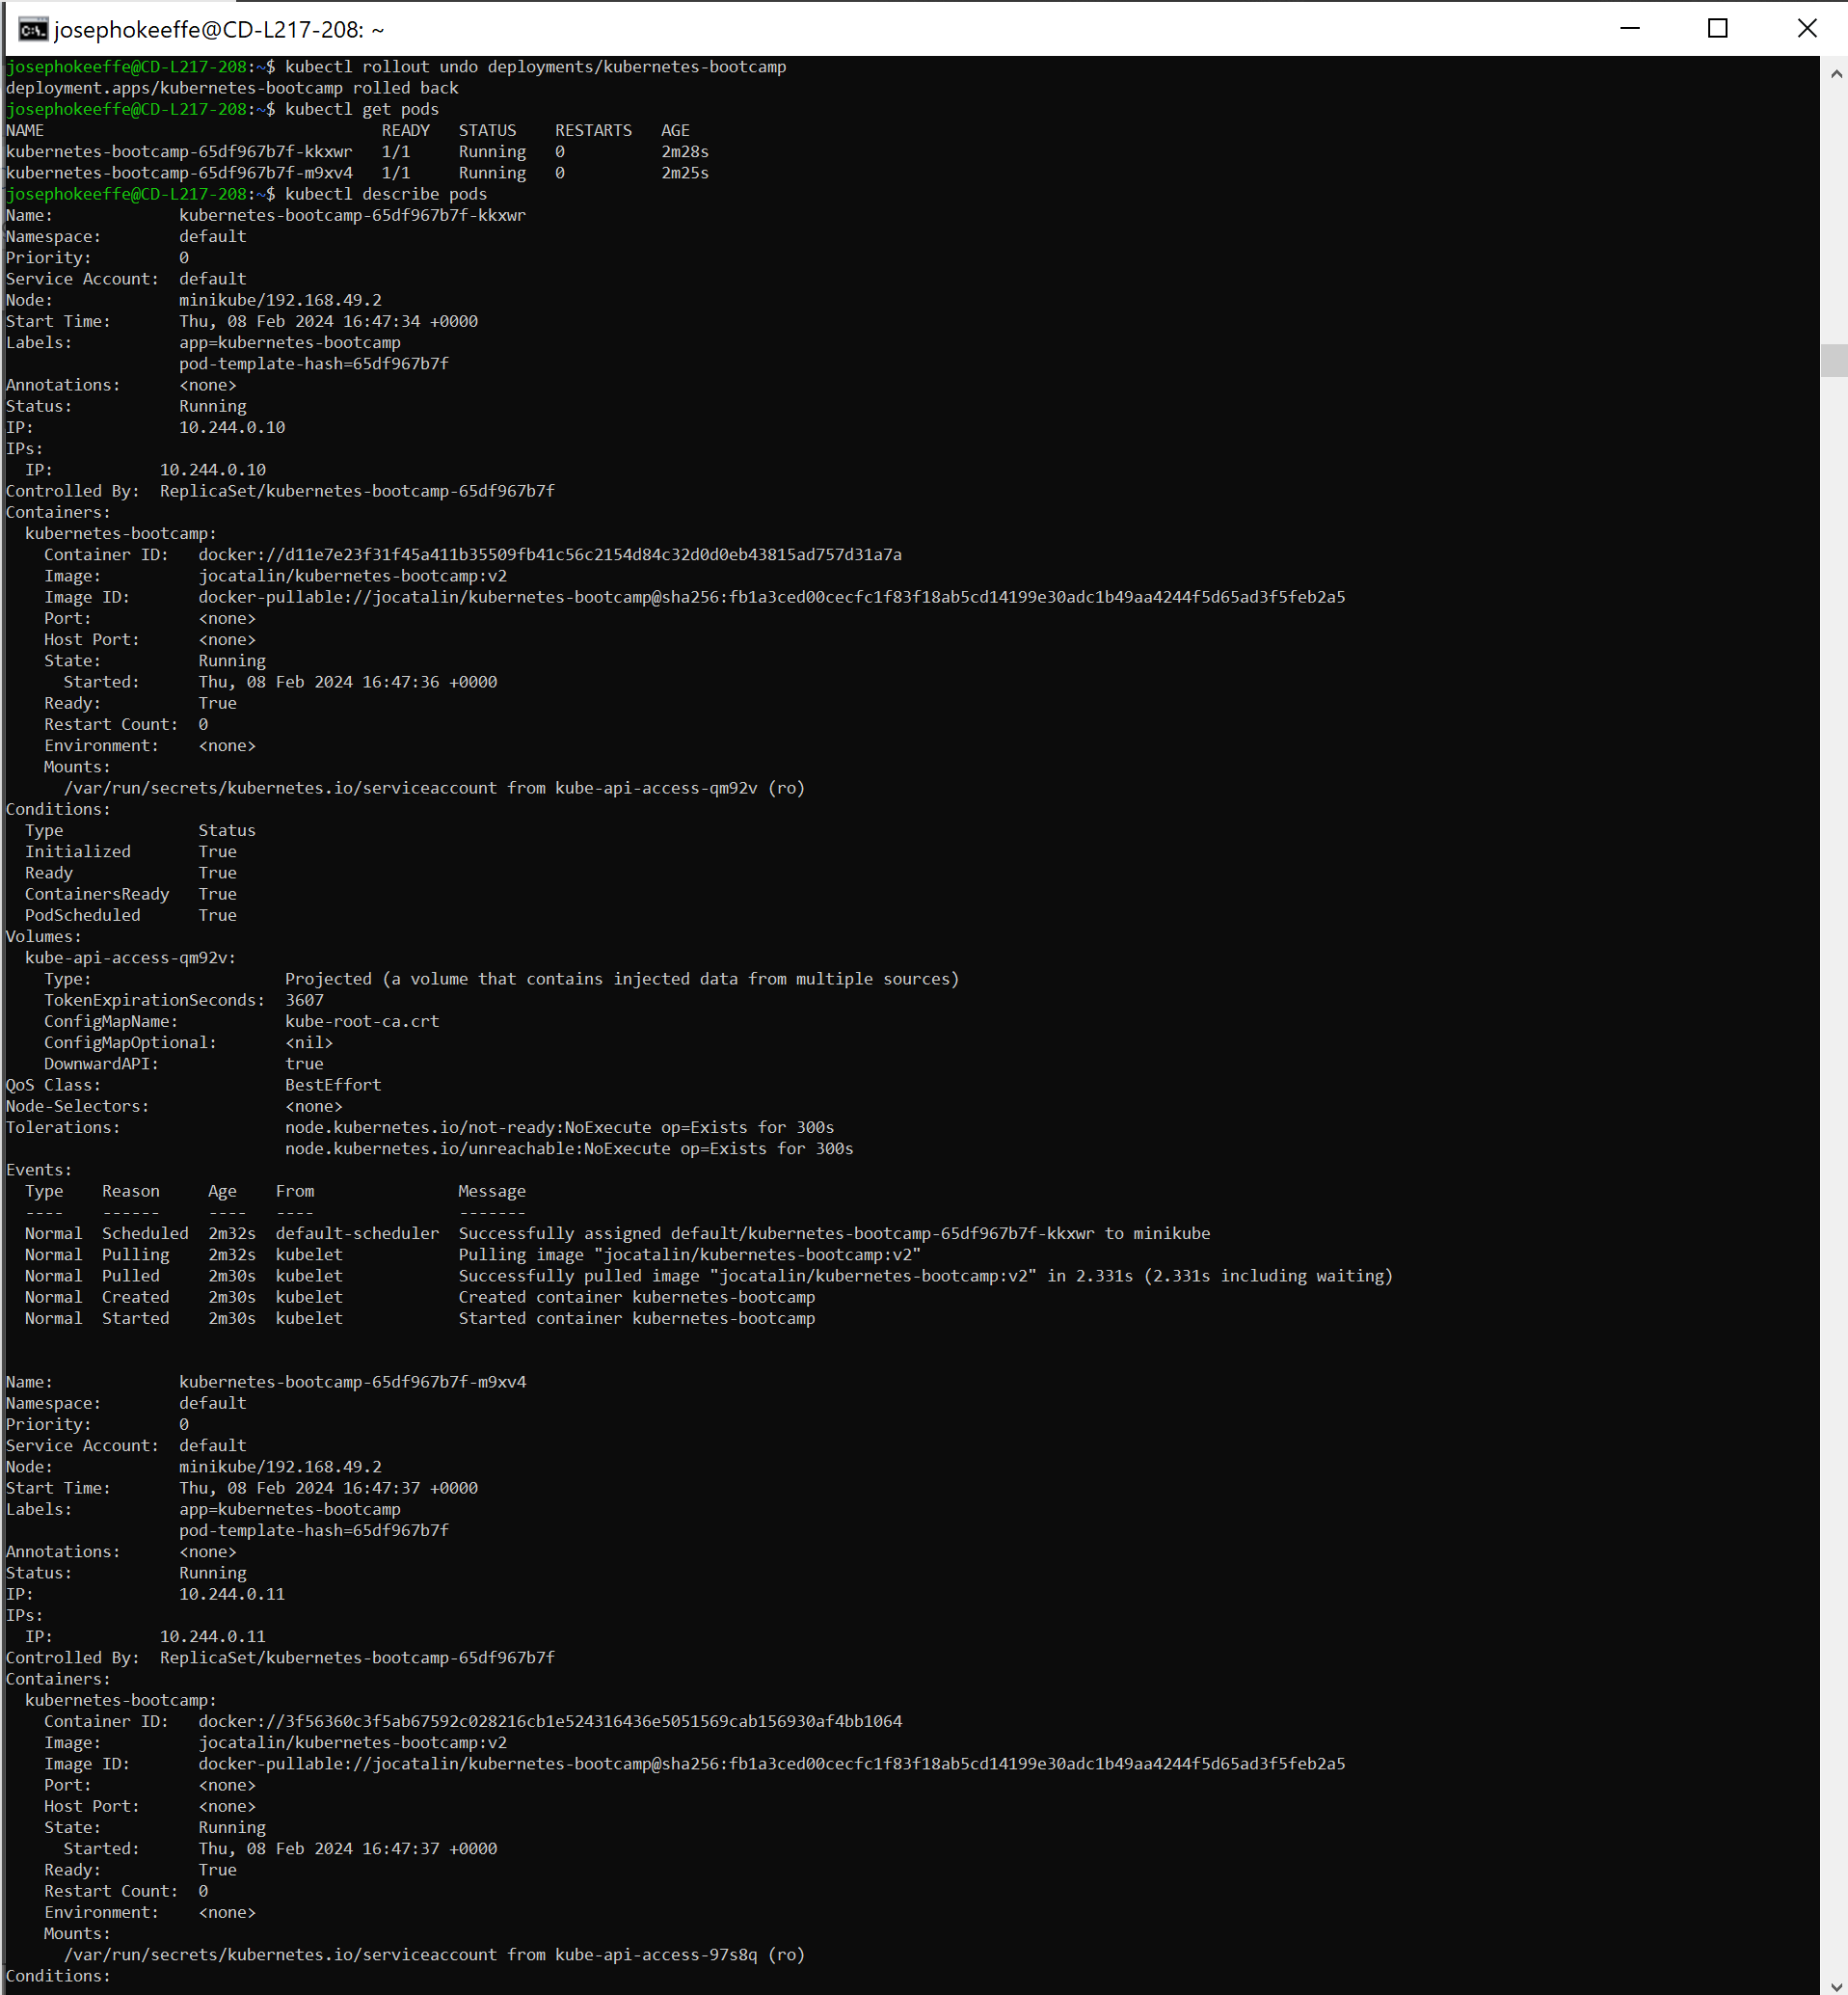 josephokeeffe@CD-L217-208: ~
josephokeeffe@CD-L217-208:~$ kubectl rollout undo deployments/kubernetes-bootcamp
deployment.apps/kubernetes-bootcamp rolled back
josephokeeffe@CD-L217-208:~$ kubectl get pods
NAME                                   READY   STATUS    RESTARTS   AGE
kubernetes-bootcamp-65df967b7f-kkxwr   1/1     Running   0          2m28s
kubernetes-bootcamp-65df967b7f-m9xv4   1/1     Running   0          2m25s
josephokeeffe@CD-L217-208:~$ kubectl describe pods
Name:             kubernetes-bootcamp-65df967b7f-kkxwr
Namespace:        default
Priority:         0
Service Account:  default
Node:             minikube/192.168.49.2
Start Time:       Thu, 08 Feb 2024 16:47:34 +0000
Labels:           app=kubernetes-bootcamp
                  pod-template-hash=65df967b7f
Annotations:      <none>
Status:           Running
IP:               10.244.0.10
IPs:
  IP:           10.244.0.10
Controlled By:  ReplicaSet/kubernetes-bootcamp-65df967b7f
Containers:
  kubernetes-bootcamp:
    Container ID:   docker://d11e7e23f31f45a411b35509fb41c56c2154d84c32d0d0eb43815ad757d31a7a
    Image:          jocatalin/kubernetes-bootcamp:v2
    Image ID:       docker-pullable://jocatalin/kubernetes-bootcamp@sha256:fb1a3ced00cecfc1f83f18ab5cd14199e30adc1b49aa4244f5d65ad3f5feb2a5
    Port:           <none>
    Host Port:      <none>
    State:          Running
      Started:      Thu, 08 Feb 2024 16:47:36 +0000
    Ready:          True
    Restart Count:  0
    Environment:    <none>
    Mounts:
      /var/run/secrets/kubernetes.io/serviceaccount from kube-api-access-qm92v (ro)
Conditions:
  Type              Status
  Initialized       True
  Ready             True
  ContainersReady   True
  PodScheduled      True
Volumes:
  kube-api-access-qm92v:
    Type:                    Projected (a volume that contains injected data from multiple sources)
    TokenExpirationSeconds:  3607
    ConfigMapName:           kube-root-ca.crt
    ConfigMapOptional:       <nil>
    DownwardAPI:             true
QoS Class:                   BestEffort
Node-Selectors:              <none>
Tolerations:                 node.kubernetes.io/not-ready:NoExecute op=Exists for 300s
                             node.kubernetes.io/unreachable:NoExecute op=Exists for 300s
Events:
  Type    Reason     Age    From               Message
  ----    ------     ----   ----               -------
  Normal  Scheduled  2m32s  default-scheduler  Successfully assigned default/kubernetes-bootcamp-65df967b7f-kkxwr to minikube
  Normal  Pulling    2m32s  kubelet            Pulling image "jocatalin/kubernetes-bootcamp:v2"
  Normal  Pulled     2m30s  kubelet            Successfully pulled image "jocatalin/kubernetes-bootcamp:v2" in 2.331s (2.331s including waiting)
  Normal  Created    2m30s  kubelet            Created container kubernetes-bootcamp
  Normal  Started    2m30s  kubelet            Started container kubernetes-bootcamp
Name:             kubernetes-bootcamp-65df967b7f-m9xv4
Namespace:        default
Priority:         0
Service Account:  default
Node:             minikube/192.168.49.2
Start Time:       Thu, 08 Feb 2024 16:47:37 +0000
Labels:           app=kubernetes-bootcamp
                  pod-template-hash=65df967b7f
Annotations:      <none>
Status:           Running
IP:               10.244.0.11
IPs:
  IP:           10.244.0.11
Controlled By:  ReplicaSet/kubernetes-bootcamp-65df967b7f
Containers:
  kubernetes-bootcamp:
    Container ID:   docker://3f56360c3f5ab67592c028216cb1e524316436e5051569cab156930af4bb1064
    Image:          jocatalin/kubernetes-bootcamp:v2
    Image ID:       docker-pullable://jocatalin/kubernetes-bootcamp@sha256:fb1a3ced00cecfc1f83f18ab5cd14199e30adc1b49aa4244f5d65ad3f5feb2a5
    Port:           <none>
    Host Port:      <none>
    State:          Running
      Started:      Thu, 08 Feb 2024 16:47:37 +0000
    Ready:          True
    Restart Count:  0
    Environment:    <none>
    Mounts:
      /var/run/secrets/kubernetes.io/serviceaccount from kube-api-access-97s8q (ro)
Conditions: